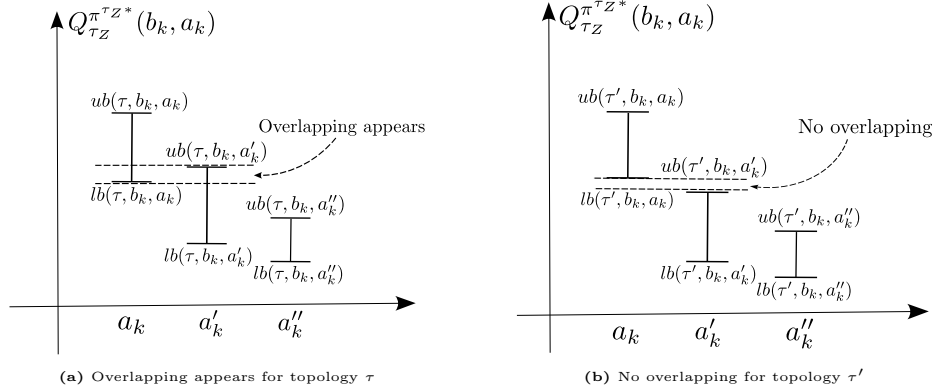 $Q_{\tau_Z}^{\pi^{\tau_Z *}}(b_k, a_k)$
$ub(\tau, b_k, a_k)$
Overlapping appears
$ub(\tau, b_k, a'_k)$
$lb(\tau, b_k, a_k)$
$ub(\tau, b_k, a''_k)$
$lb(\tau, b_k, a'_k)$
$lb(\tau, b_k, a''_k)$
$a_k$ $a'_k$ $a''_k$
(a) Overlapping appears for topology $\tau$
$Q_{\tau_Z}^{\pi^{\tau_Z *}}(b_k, a_k)$
$ub(\tau', b_k, a_k)$
No overlapping
$ub(\tau', b_k, a'_k)$
$lb(\tau', b_k, a_k)$
$ub(\tau', b_k, a''_k)$
$lb(\tau', b_k, a'_k)$
$lb(\tau', b_k, a''_k)$
$a_k$ $a'_k$ $a''_k$
(b) No overlapping for topology $\tau'$